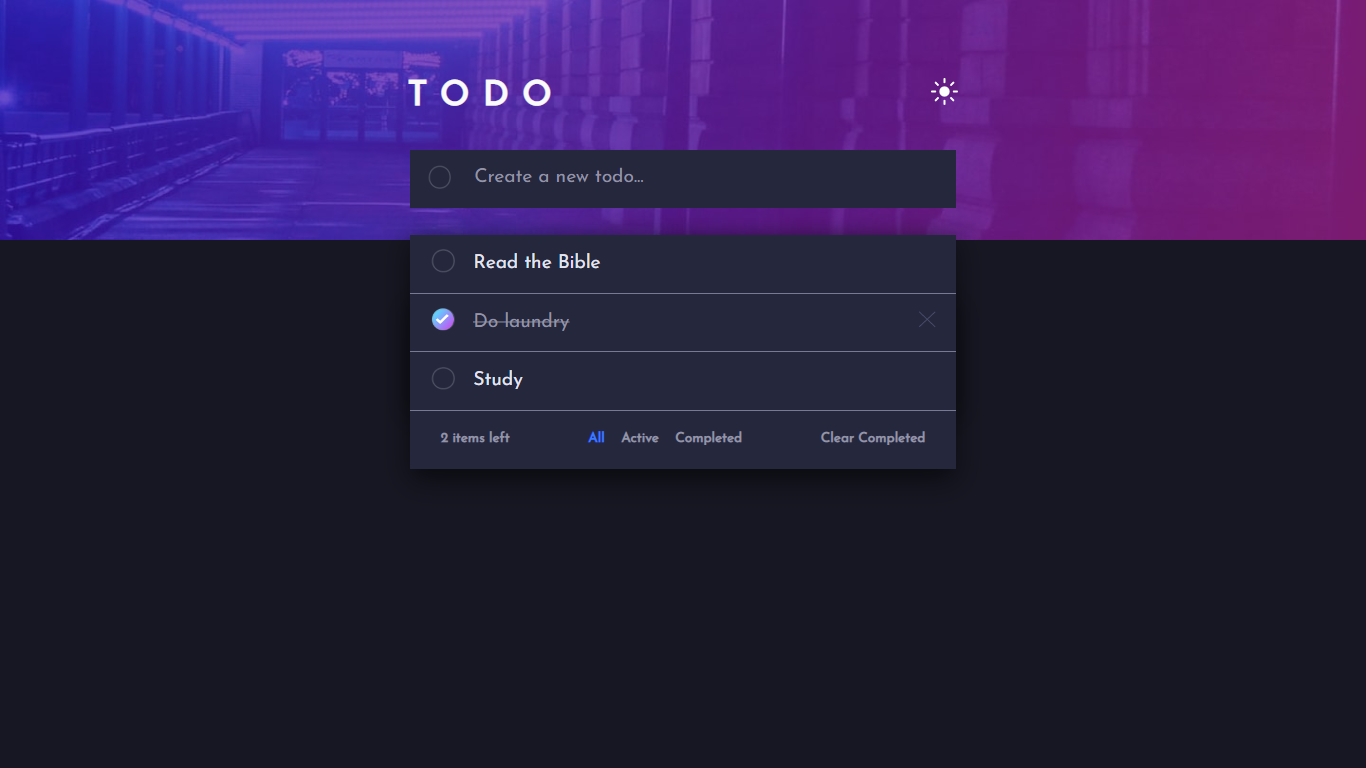 TODO
Create a new todo...
Read the Bible
Do laundry
Study
2 items left All Active Completed Clear Completed